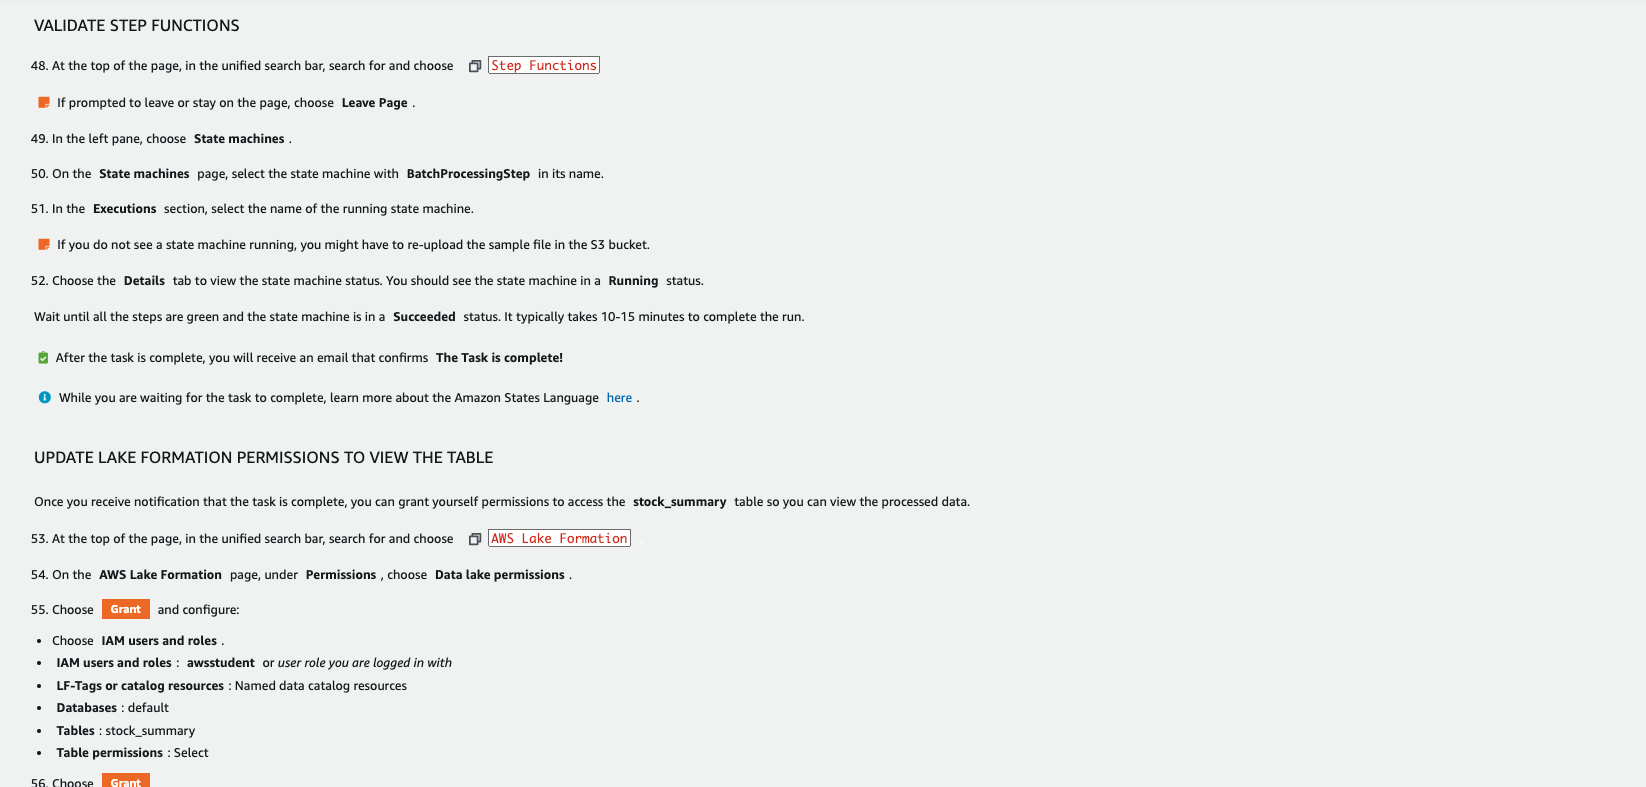 VALIDATE STEP FUNCTIONS
48. At the top of the page, in the unified search bar, search for and choose Step Functions .
If prompted to leave or stay on the page, choose Leave Page .
49. In the left pane, choose State machines .
50. On the State machines page, select the state machine with BatchProcessingStep in its name.
51. In the Executions section, select the name of the running state machine.
If you do not see a state machine running, you might have to re-upload the sample file in the S3 bucket.
52. Choose the Details tab to view the state machine status. You should see the state machine in a Running status.
Wait until all the steps are green and the state machine is in a Succeeded status. It typically takes 10-15 minutes to complete the run.
After the task is complete, you will receive an email that confirms The Task is complete!
While you are waiting for the task to complete, learn more about the Amazon States Language here .
UPDATE LAKE FORMATION PERMISSIONS TO VIEW THE TABLE
Once you receive notification that the task is complete, you can grant yourself permissions to access the stock_summary table so you can view the processed data.
53. At the top of the page, in the unified search bar, search for and choose AWS Lake Formation
54. On the AWS Lake Formation page, under Permissions , choose Data lake permissions .
55. Choose Grant and configure:
• Choose IAM users and roles .
• IAM users and roles : awsstudent or user role you are logged in with
• LF-Tags or catalog resources : Named data catalog resources
• Databases : default
• Tables : stock_summary
• Table permissions : Select
56. Choose Grant